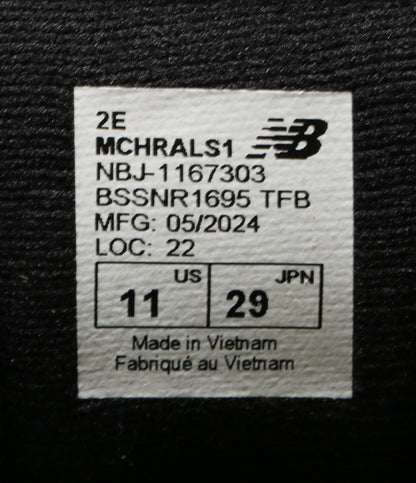 2E
MCHRALS1 NB
NBJ-1167303
BSSNR1695 TFB
MFG: 05/2024
LOC: 22
US JPN
11 29
Made in Vietnam
Fabriqué au Vietnam